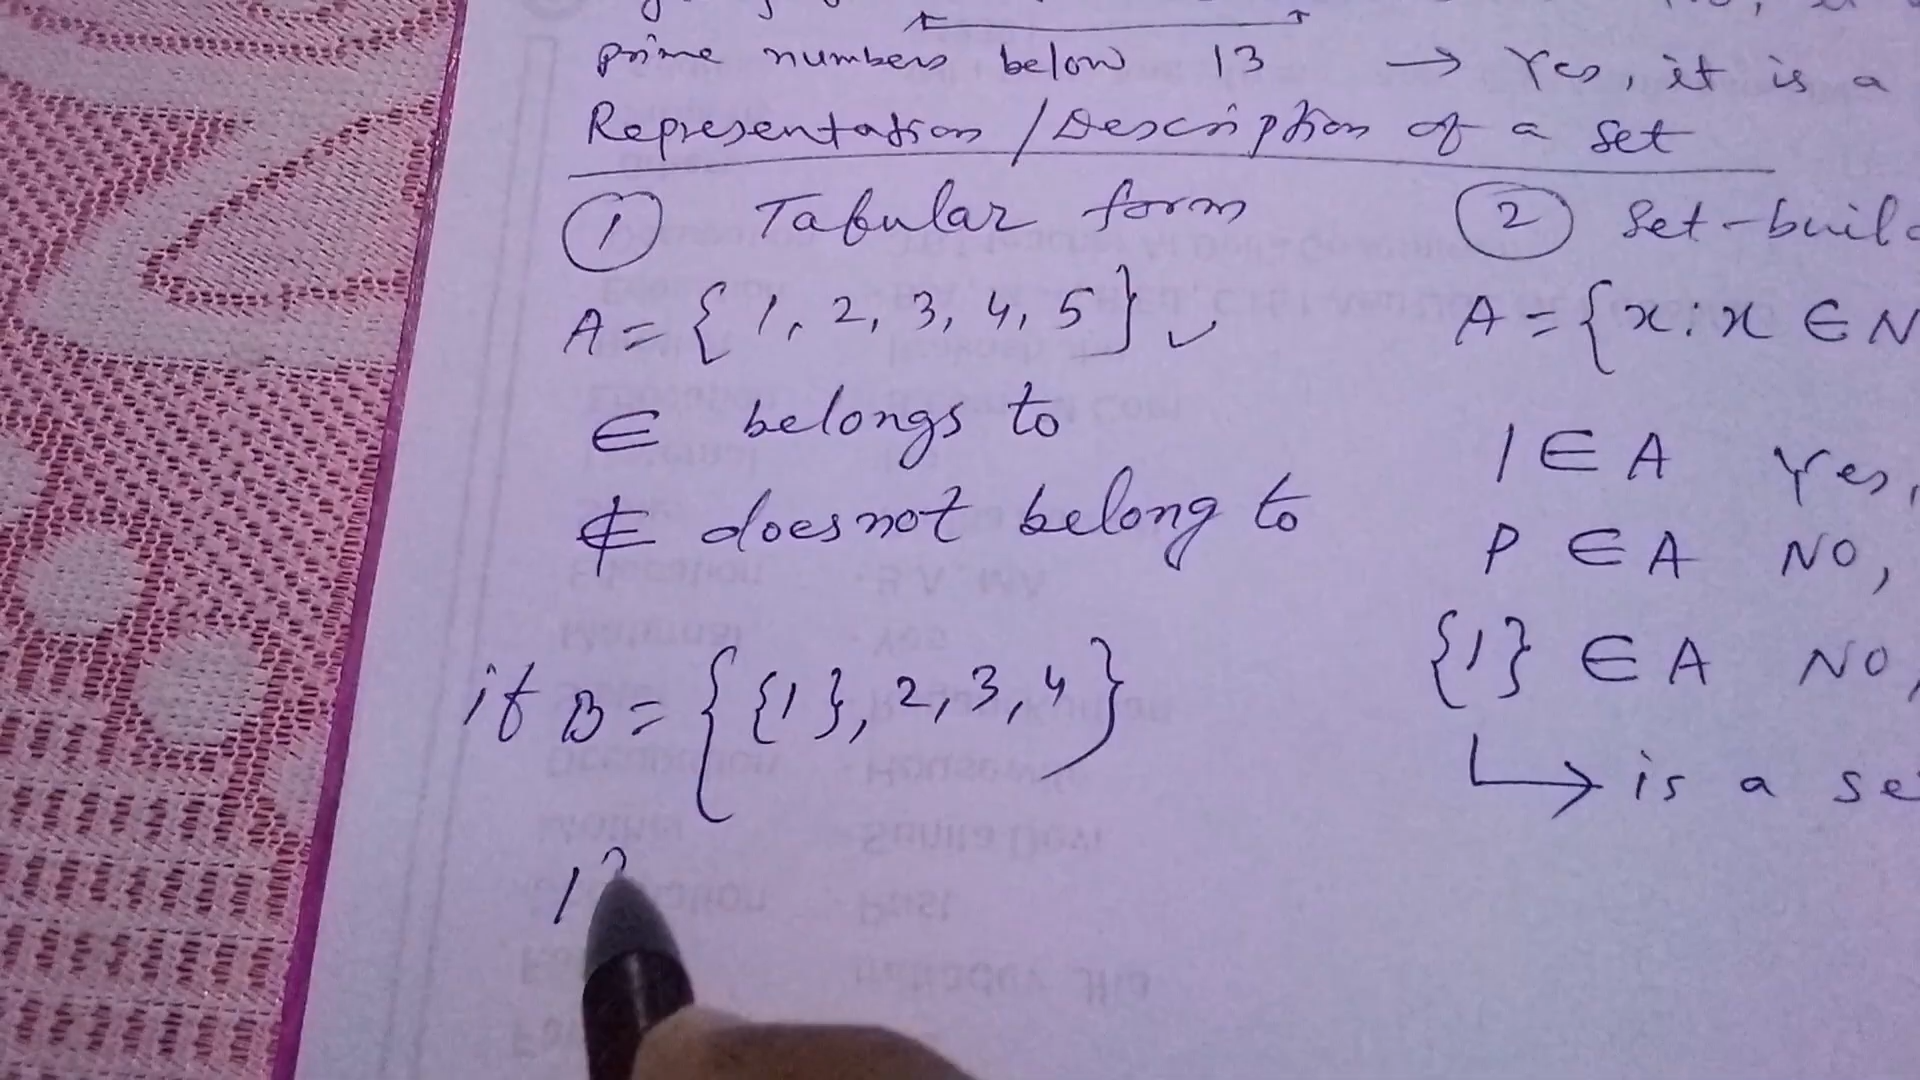 prime numbers below 13 → Yes, it is a
Representation / Description of a set
1 Tabular form
2 Set-build
A = { 1, 2, 3, 4, 5 } ✓
A = { x : x ∈ N
∈ belongs to
1 ∈ A Yes,
∉ does not belong to
P ∈ A NO,
{1} ∈ A NO,
if B = { {1}, 2, 3, 4 }
↳ is a se
1